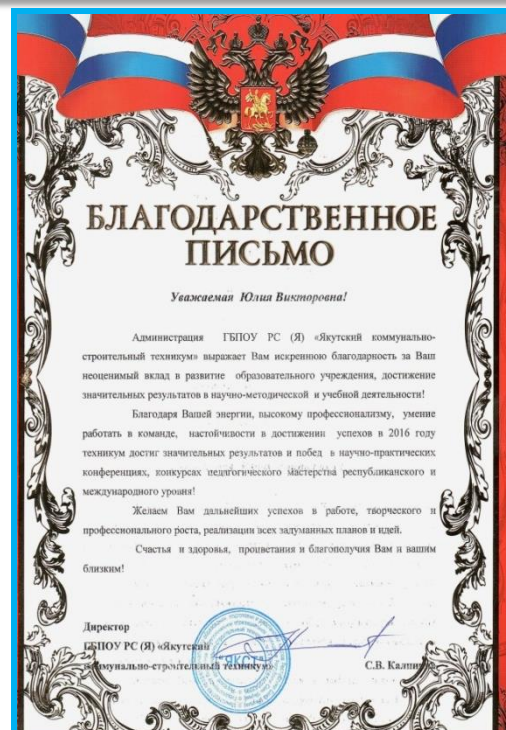 БЛАГОДАРСТВЕННОЕ
ПИСЬМО
Уважаемая Юлия Викторовна!
Администрация ГБПОУ РС (Я) «Якутский коммунально-
строительный техникум» выражает Вам искреннюю благодарность за Ваш
неоценимый вклад в развитие образовательного учреждения, достижение
значительных результатов в научно-методической и учебной деятельности!
Благодаря Вашей энергии, высокому профессионализму, умение
работать в команде, настойчивости в достижении успехов в 2016 году
техникум достиг значительных результатов и побед в научно-практических
конференциях, конкурсах педагогического мастерства республиканского и
международного уровня!
Желаем Вам дальнейших успехов в работе, творческого и
профессионального роста, реализации всех задуманных планов и идей.
Счастья и здоровья, процветания и благополучия Вам и вашим
близким!
Директор
ГБПОУ РС (Я) «Якутский
коммунально-строительный техникум»
С.В.
"ЯКСТ"